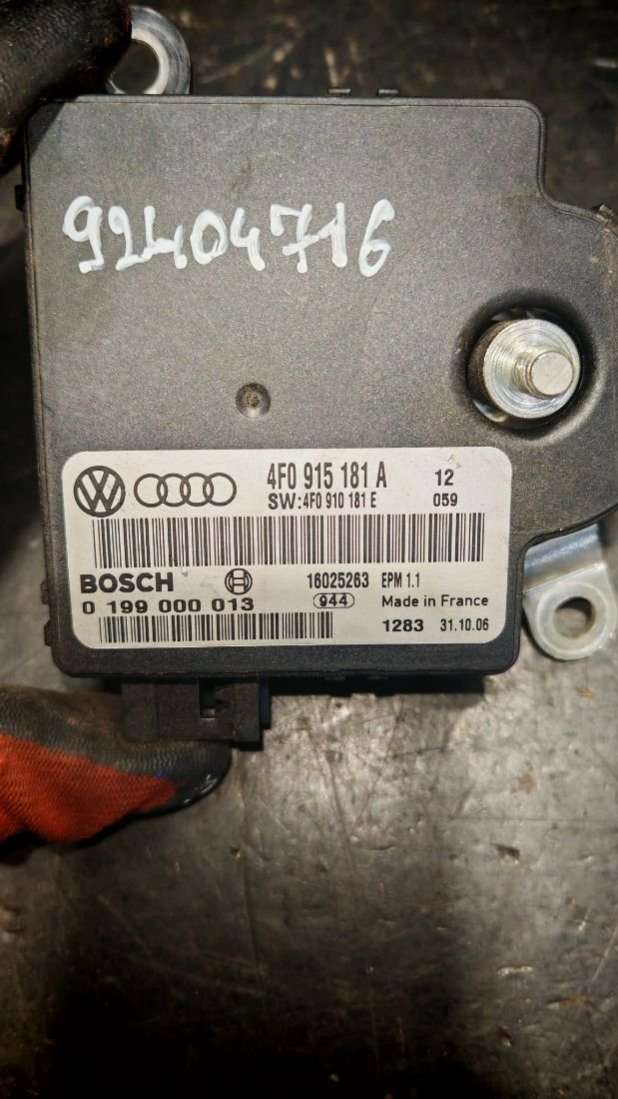 92404716
4F0 915 181 A 12
SW:4F0 910 181 E 059
BOSCH 16025263 EPM 1.1
0 199 000 013 944 Made in France
1283 31.10.06